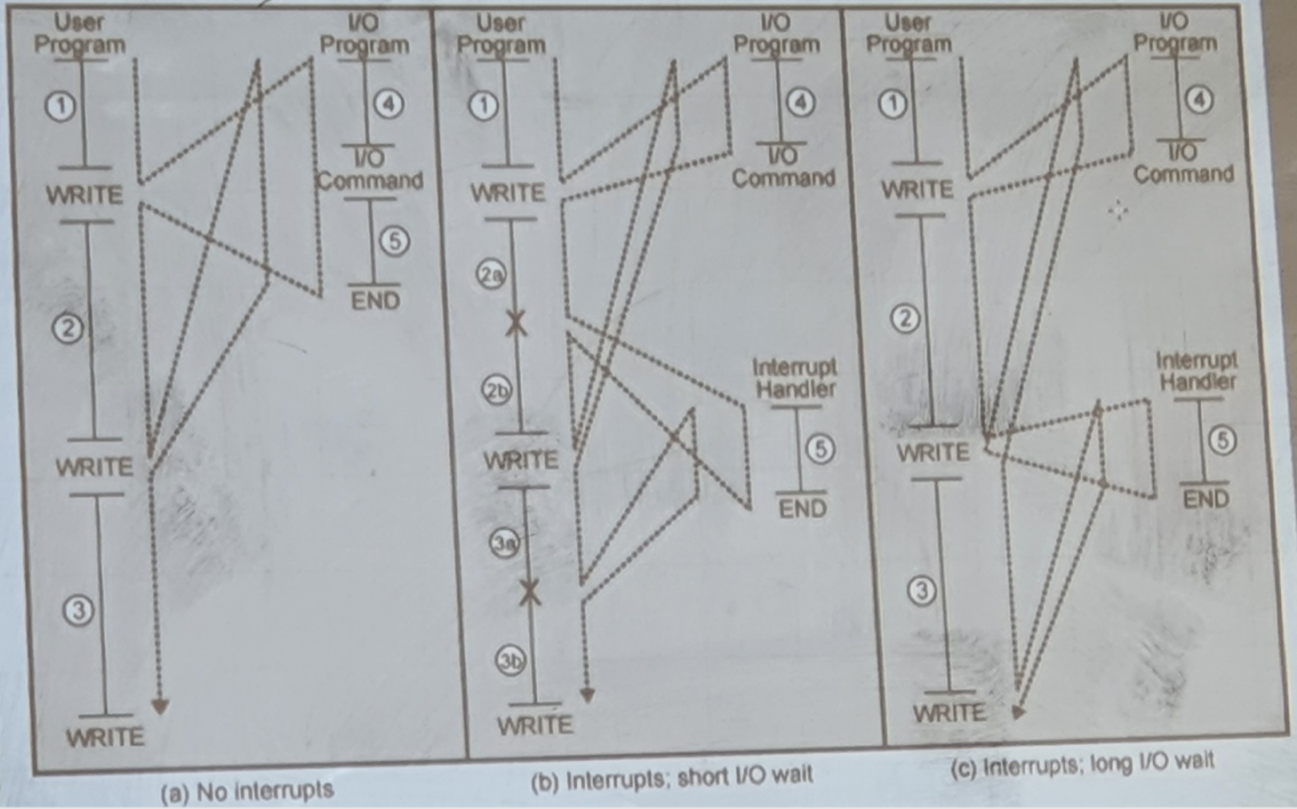 User
Program
I/O
Program
1
4
WRITE
I/O
Command
5
END
2
WRITE
3
WRITE
(a) No interrupts
User
Program
I/O
Program
1
4
WRITE
I/O
Command
2a
2b
Interrupt
Handler
5
END
WRITE
3a
3b
WRITE
(b) Interrupts; short I/O wait
User
Program
I/O
Program
1
4
WRITE
I/O
Command
2
Interrupt
Handler
5
END
WRITE
3
WRITE
(c) Interrupts; long I/O wait